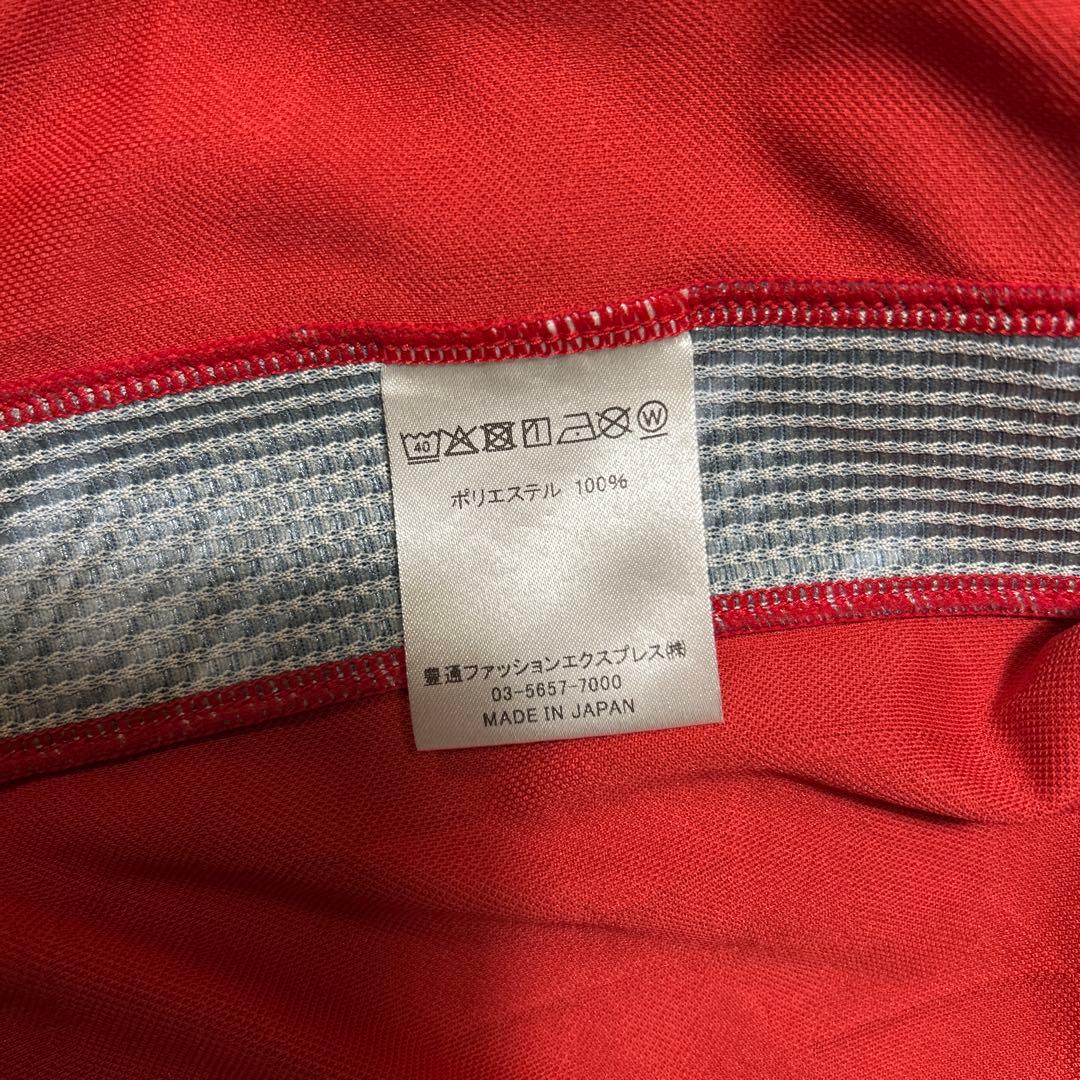 40
ポリエステル 100%
豊通ファッションエクスプレス㈱
03-5657-7000
MADE IN JAPAN